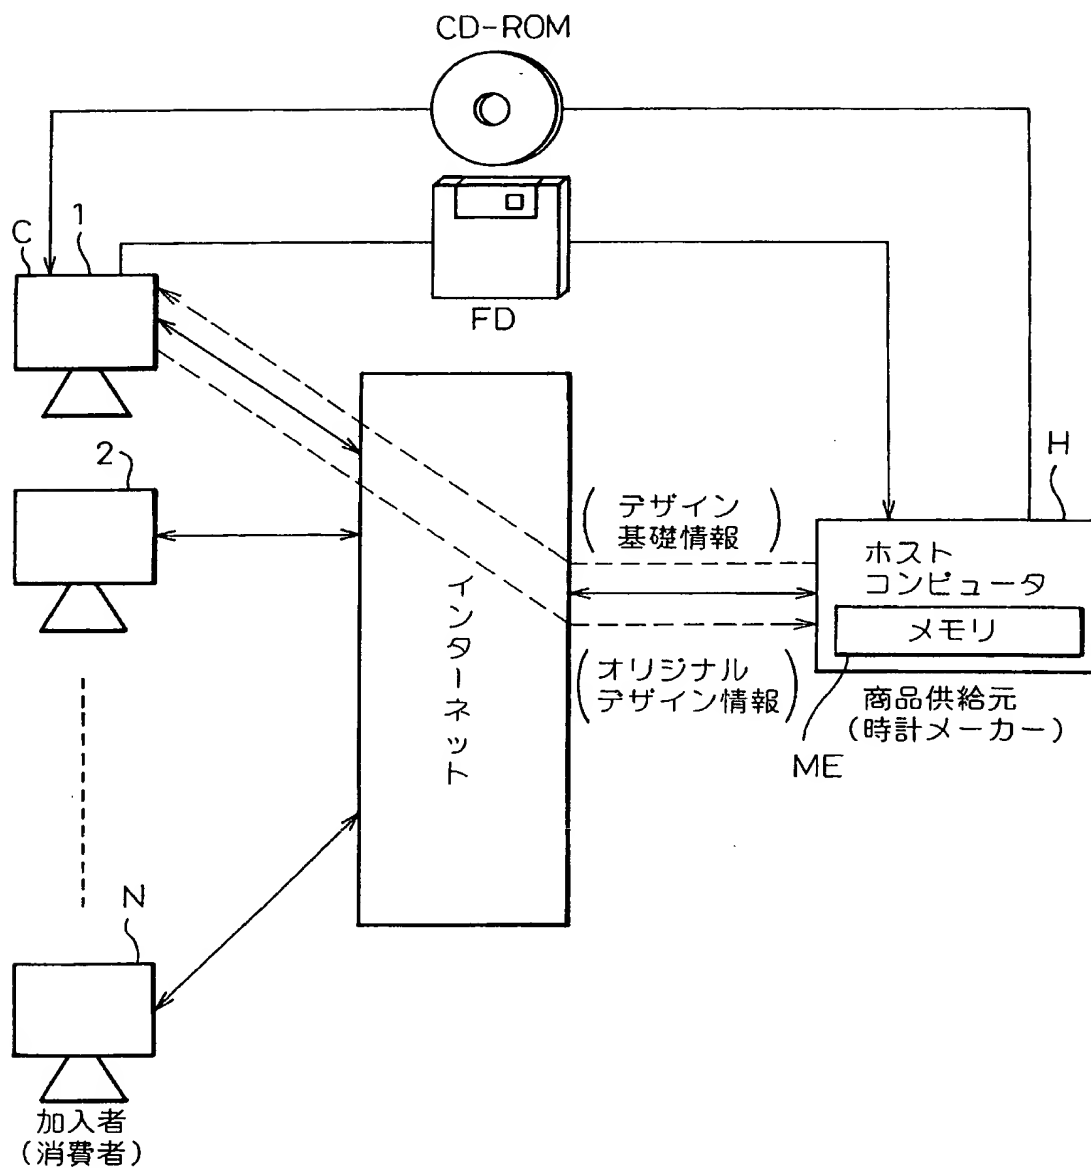 CD-ROM
FD
C
1
2
N
加入者
(消費者)
インターネット
(デザイン
基礎情報)
(オリジナル
デザイン情報)
H
ホスト
コンピュータ
メモリ
商品供給元
(時計メーカー)
ME